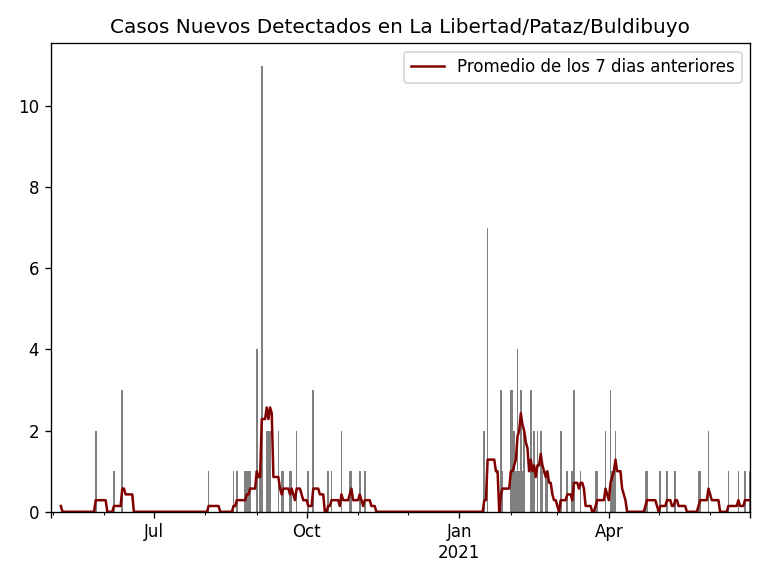 Casos Nuevos Detectados en La Libertad/Pataz/Buldibuyo
Promedio de los 7 dias anteriores
10
8
6
4
2
0
Jul
Oct
Jan
Apr
2021